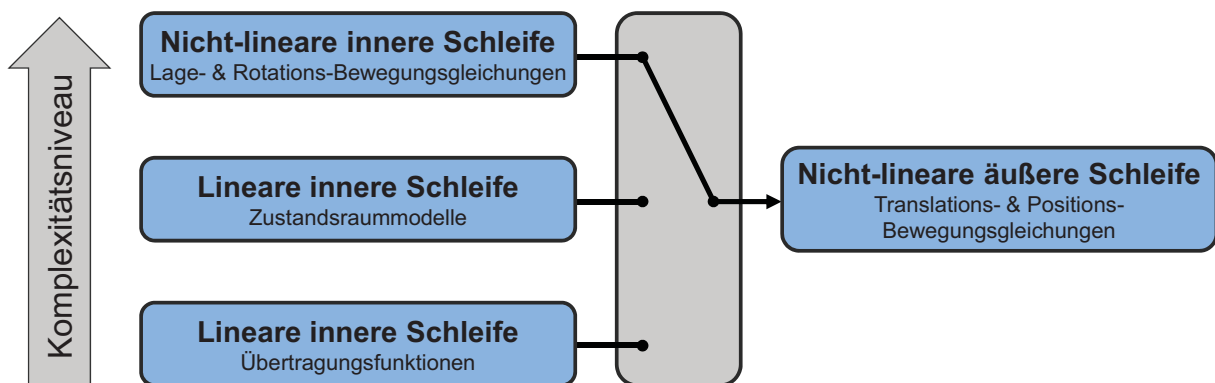 Komplexitätsniveau
Nicht-lineare innere Schleife
Lage- & Rotations-Bewegungsgleichungen
Lineare innere Schleife
Zustandsraummodelle
Lineare innere Schleife
Übertragungsfunktionen
Nicht-lineare äußere Schleife
Translations- & Positions-
Bewegungsgleichungen